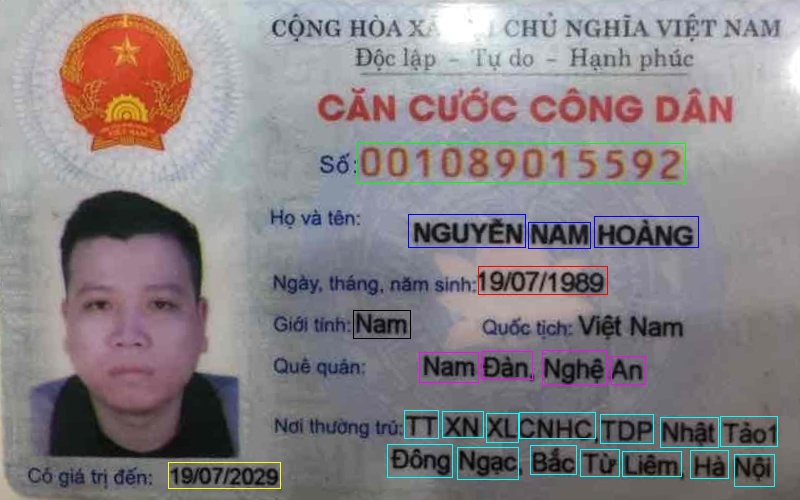 CỘNG HÒA XÃ CHỦ NGHĨA VIỆT NAM
Độc lập - Tự do - Hạnh phúc
CĂN CƯỚC CÔNG DÂN
Số: 001089015592
Họ và tên: NGUYỄN NAM HOÀNG
Ngày, tháng, năm sinh: 19/07/1989
Giới tính: Nam Quốc tịch: Việt Nam
Quê quán: Nam Đàn, Nghệ An
Nơi thường trú: TT XN XLCNHC, TDP Nhật Tảo1
Đông Ngạc, Bắc Từ Liêm, Hà Nội
Có giá trị đến: 19/07/2029